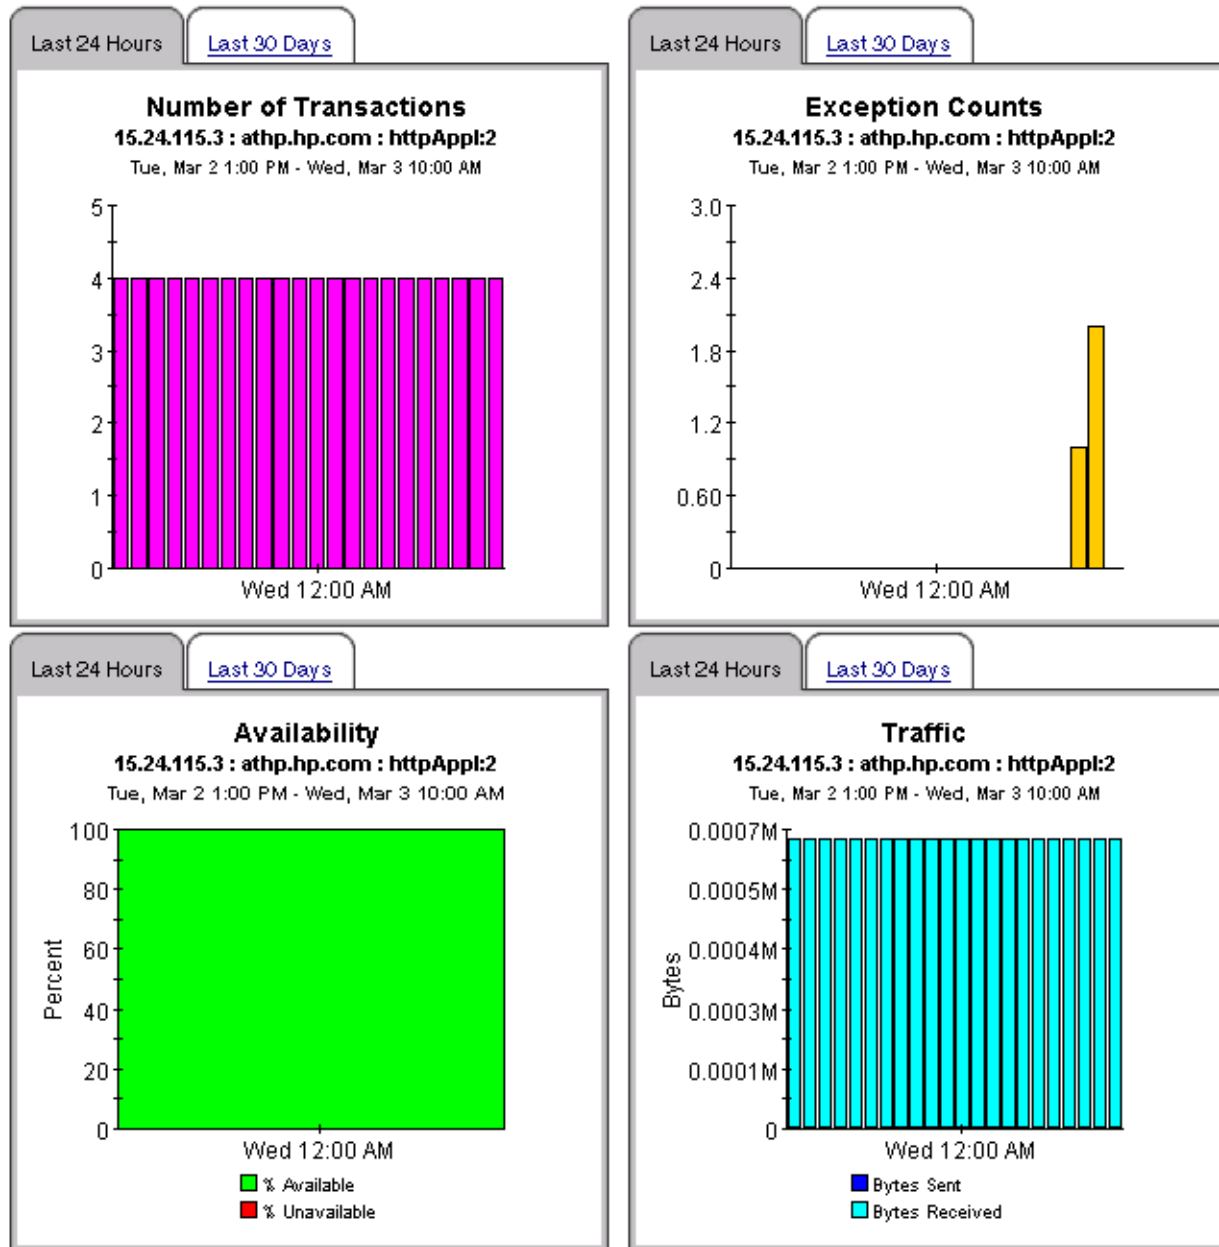 Last 24 Hours
Last 30 Days
Number of Transactions
15.24.115.3 : athp.hp.com : httpAppl:2
Tue, Mar 2 1:00 PM - Wed, Mar 3 10:00 AM
5
4
3
2
1
0
Wed 12:00 AM
Last 24 Hours
Last 30 Days
Exception Counts
15.24.115.3 : athp.hp.com : httpAppl:2
Tue, Mar 2 1:00 PM - Wed, Mar 3 10:00 AM
3.0
2.4
1.8
1.2
0.60
0
Wed 12:00 AM
Last 24 Hours
Last 30 Days
Availability
15.24.115.3 : athp.hp.com : httpAppl:2
Tue, Mar 2 1:00 PM - Wed, Mar 3 10:00 AM
Percent
100
80
60
40
20
0
Wed 12:00 AM
% Available
% Unavailable
Last 24 Hours
Last 30 Days
Traffic
15.24.115.3 : athp.hp.com : httpAppl:2
Tue, Mar 2 1:00 PM - Wed, Mar 3 10:00 AM
Bytes
0.0007M
0.0005M
0.0004M
0.0003M
0.0001M
0
Wed 12:00 AM
Bytes Sent
Bytes Received